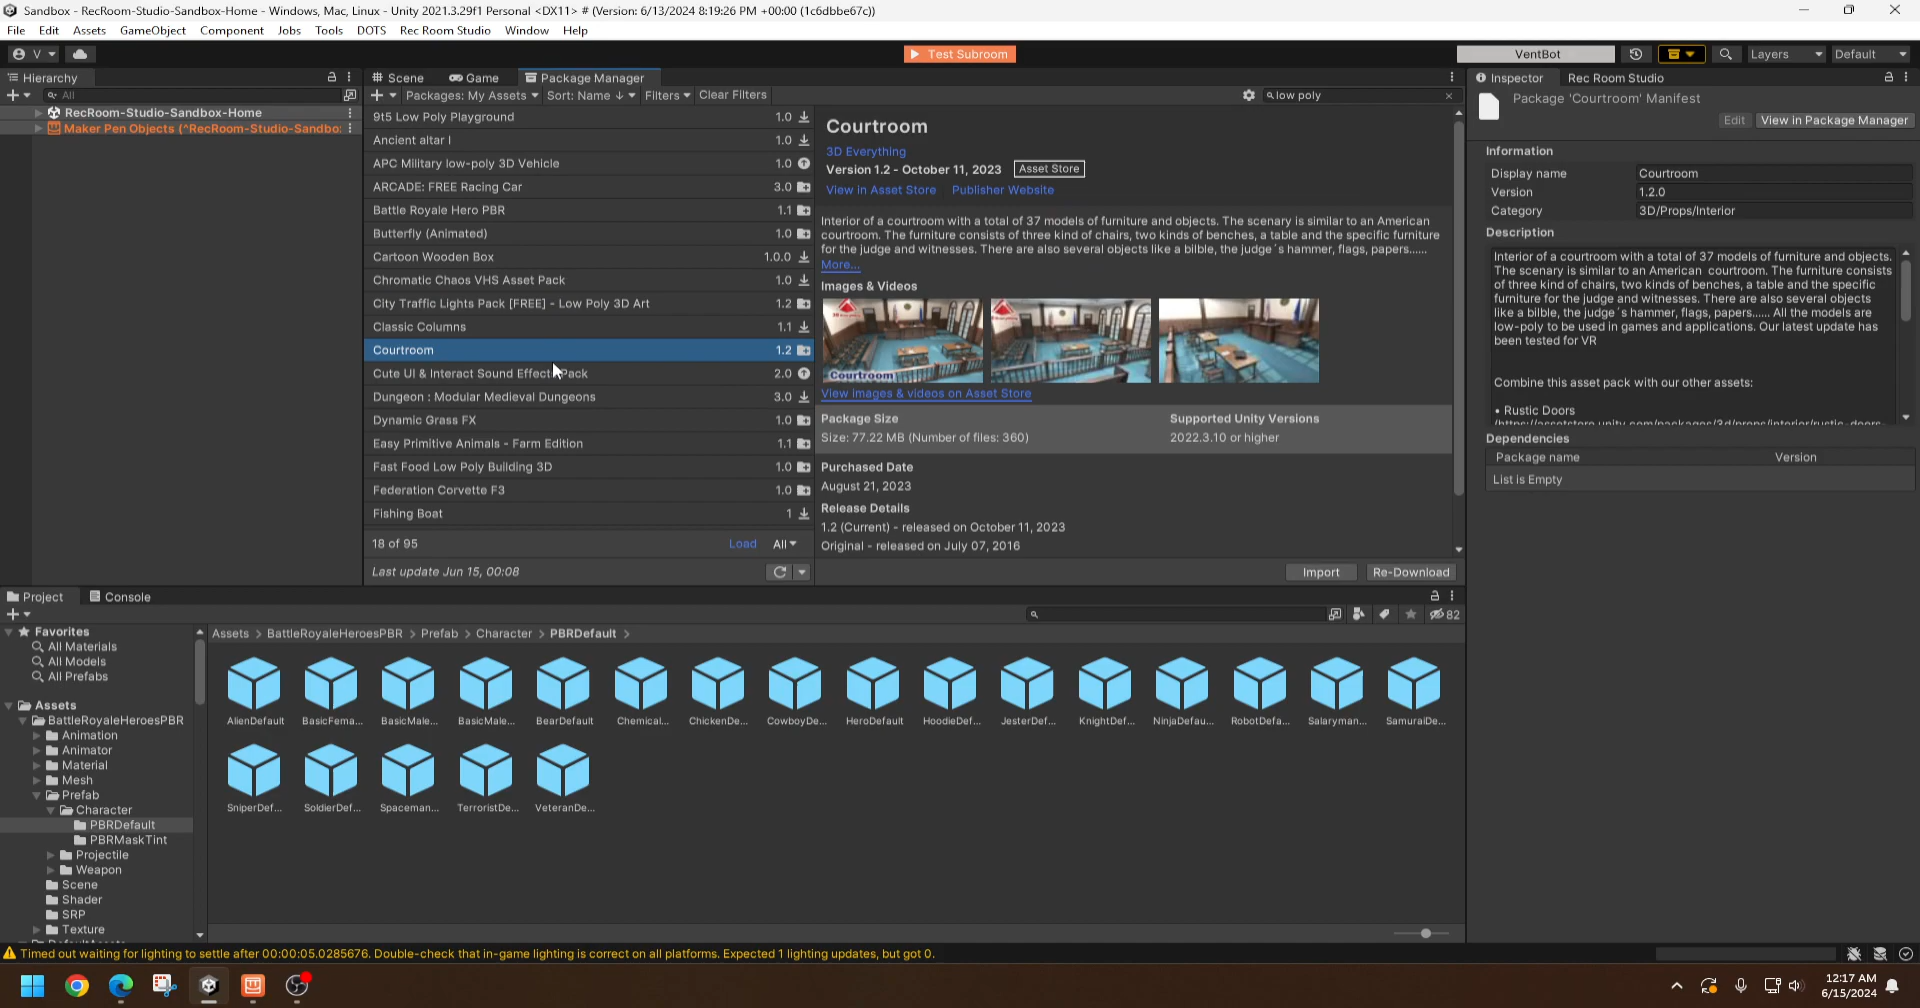 Sandbox - RecRoom-Studio-Sandbox-Home - Windows, Mac, Linux - Unity 2021.3.29f1 Personal <DX11> # (Version: 6/13/2024 8:19:26 PM +00:00 (1c6dbbe67c))
File Edit Assets GameObject Component Jobs Tools DOTS Rec Room Studio Window Help
V Test Subroom VentBot Layers Default
Hierarchy Scene Game Package Manager Inspector Rec Room Studio
All Packages: My Assets Sort: Name ↓ Filters Clear Filters low poly
RecRoom-Studio-Sandbox-Home
Maker Pen Objects (^RecRoom-Studio-Sandbo:
9t5 Low Poly Playground 1.0
Ancient altar I 1.0
APC Military low-poly 3D Vehicle 1.0
ARCADE: FREE Racing Car 3.0
Battle Royale Hero PBR 1.1
Butterfly (Animated) 1.0
Cartoon Wooden Box 1.0.0
Chromatic Chaos VHS Asset Pack 1.0
City Traffic Lights Pack [FREE] - Low Poly 3D Art 1.2
Classic Columns 1.1
Courtroom 1.2
Cute UI & Interact Sound Effect Pack 2.0
Dungeon : Modular Medieval Dungeons 3.0
Dynamic Grass FX 1.0
Easy Primitive Animals - Farm Edition 1.1
Fast Food Low Poly Building 3D 1.0
Federation Corvette F3 1.0
Fishing Boat 1
18 of 95 Load All
Last update Jun 15, 00:08
Courtroom
3D Everything
Version 1.2 - October 11, 2023 Asset Store
View in Asset Store Publisher Website
Interior of a courtroom with a total of 37 models of furniture and objects. The scenary is similar to an American
courtroom. The furniture consists of three kind of chairs, two kinds of benches, a table and the specific furniture
for the judge and witnesses. There are also several objects like a bilble, the judge´s hammer, flags, papers......
More...
Images & Videos
Courtroom
View images & videos on Asset Store
Package Size Supported Unity Versions
Size: 77.22 MB (Number of files: 360) 2022.3.10 or higher
Purchased Date
August 21, 2023
Release Details
1.2 (Current) - released on October 11, 2023
Original - released on July 07, 2016
Import Re-Download
Package 'Courtroom' Manifest
Edit View in Package Manager
Information
Display name Courtroom
Version 1.2.0
Category 3D/Props/Interior
Description
Interior of a courtroom with a total of 37 models of furniture and objects.
The scenary is similar to an American courtroom. The furniture consists
of three kind of chairs, two kinds of benches, a table and the specific
furniture for the judge and witnesses. There are also several objects
like a bilble, the judge´s hammer, flags, papers...... All the models are
low-poly to be used in games and applications. Our latest update has
been tested for VR
Combine this asset pack with our other assets:
• Rustic Doors
Dependencies
Package name Version
List is Empty
Project Console
82
Favorites
All Materials
All Models
All Prefabs
Assets
BattleRoyaleHeroesPBR
Animation
Animator
Material
Mesh
Prefab
Character
PBRDefault
PBRMaskTint
Projectile
Weapon
Scene
Shader
SRP
Texture
Assets > BattleRoyaleHeroesPBR > Prefab > Character > PBRDefault >
AlienDefault BasicFema... BasicMale... BasicMale... BearDefault Chemical... ChickenDe... CowboyDe... HeroDefault HoodieDef... JesterDef... KnightDef... NinjaDefau... RobotDefa... Salaryman... SamuraiDe...
SniperDef... SoldierDef... Spaceman... TerroristDe... VeteranDe...
Timed out waiting for lighting to settle after 00:00:05.0285676. Double-check that in-game lighting is correct on all platforms. Expected 1 lighting updates, but got 0.
12:17 AM
6/15/2024